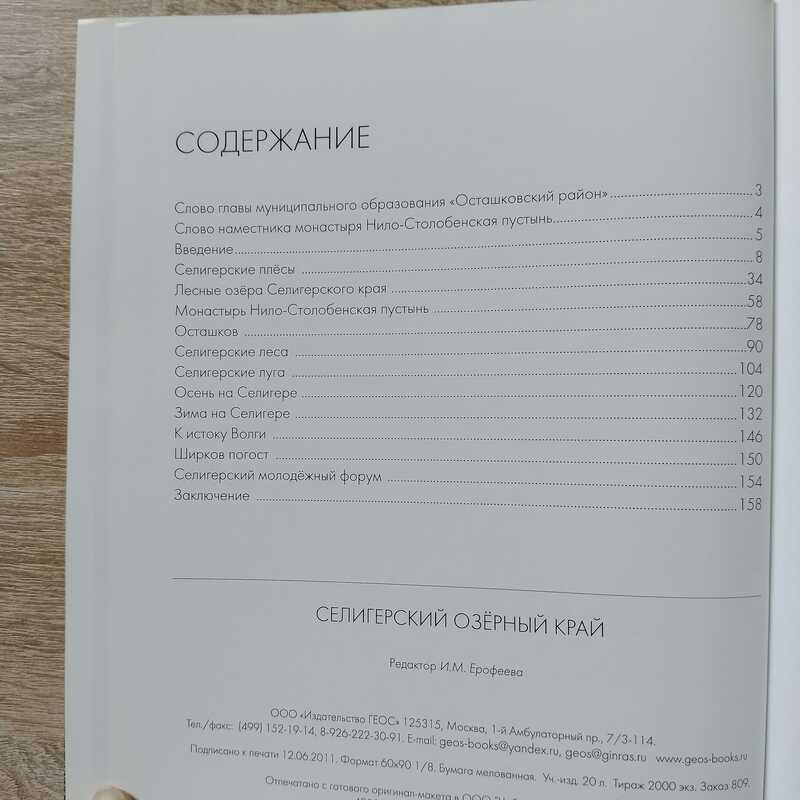 СОДЕРЖАНИЕ
Слово главы муниципального образования «Осташковский район» 3
Слово наместника монастыря Нило-Столобенская пустынь 4
Введение 5
Селигерские плёсы 8
Лесные озёра Селигерского края 34
Монастырь Нило-Столобенская пустынь 58
Осташков 78
Селигерские леса 90
Селигерские луга 104
Осень на Селигере 120
Зима на Селигере 132
К истоку Волги 146
Ширков погост 150
Селигерский молодёжный форум 154
Заключение 158
СЕЛИГЕРСКИЙ ОЗЁРНЫЙ КРАЙ
Редактор И.М. Ерофеева
ООО «Издательство ГЕОС» 125315, Москва, 1-й Амбулаторный пр., 7/3-114.
Тел./факс: (499) 152-19-14, 8-926-222-30-91. E-mail: geos-books@yandex.ru, geos@ginras.ru www.geos-books.ru
Подписано к печати 12.06.2011. Формат 60x90 1/8. Бумага мелованная. Уч.-изд. 20 л. Тираж 2000 экз. Заказ 809.
Отпечатано с готового оригинал-макета в ООО